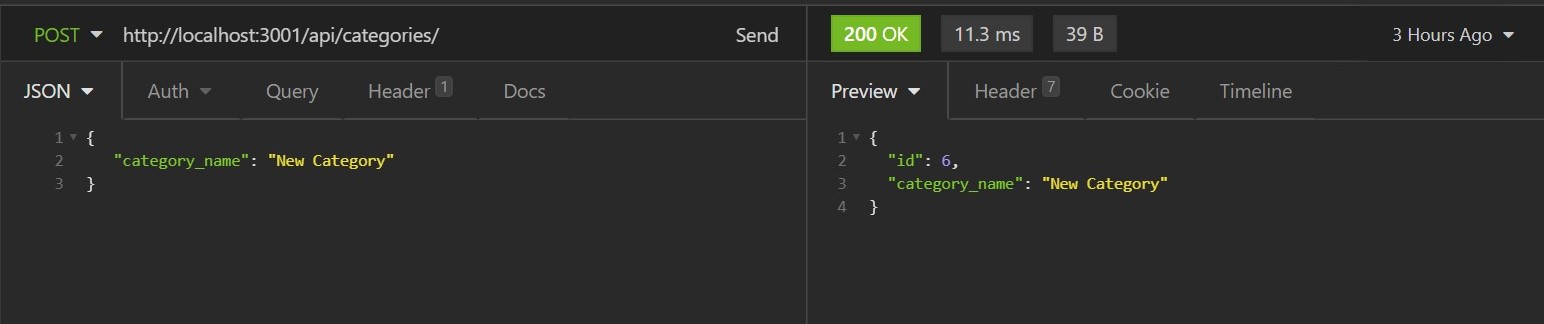 POST http://localhost:3001/api/categories/ Send 200 OK 11.3 ms 39 B 3 Hours Ago
JSON Auth Query Header 1 Docs Preview Header 7 Cookie Timeline
1 {
2 "category_name": "New Category"
3 }
1 {
2 "id": 6,
3 "category_name": "New Category"
4 }